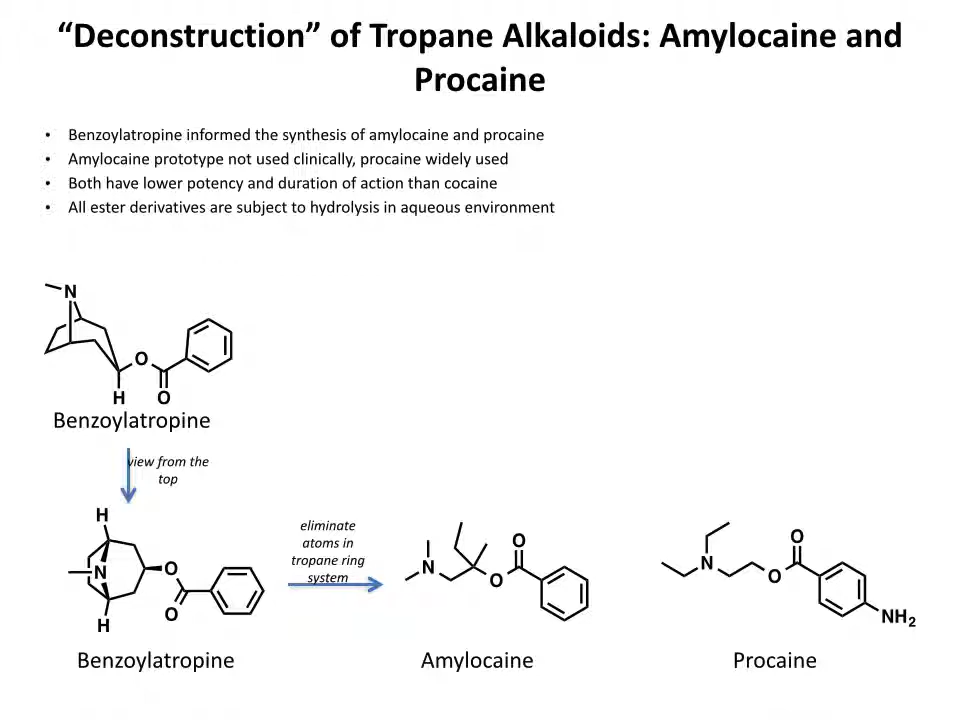 “Deconstruction” of Tropane Alkaloids: Amylocaine and
Procaine
• Benzoylatropine informed the synthesis of amylocaine and procaine
• Amylocaine prototype not used clinically, procaine widely used
• Both have lower potency and duration of action than cocaine
• All ester derivatives are subject to hydrolysis in aqueous environment
N
O
H
O
Benzoylatropine
view from the
top
H
N
O
O
H
Benzoylatropine
eliminate
atoms in
tropane ring
system
N
O
O
Amylocaine
N
O
O
NH2
Procaine